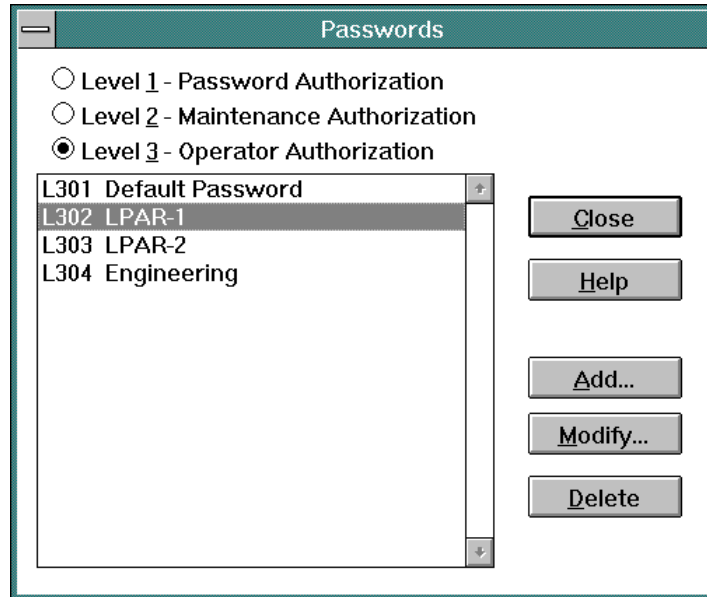 Passwords
Level 1 - Password Authorization
Level 2 - Maintenance Authorization
Level 3 - Operator Authorization
L301 Default Password
L302 LPAR-1
L303 LPAR-2
L304 Engineering
Close
Help
Add...
Modify...
Delete